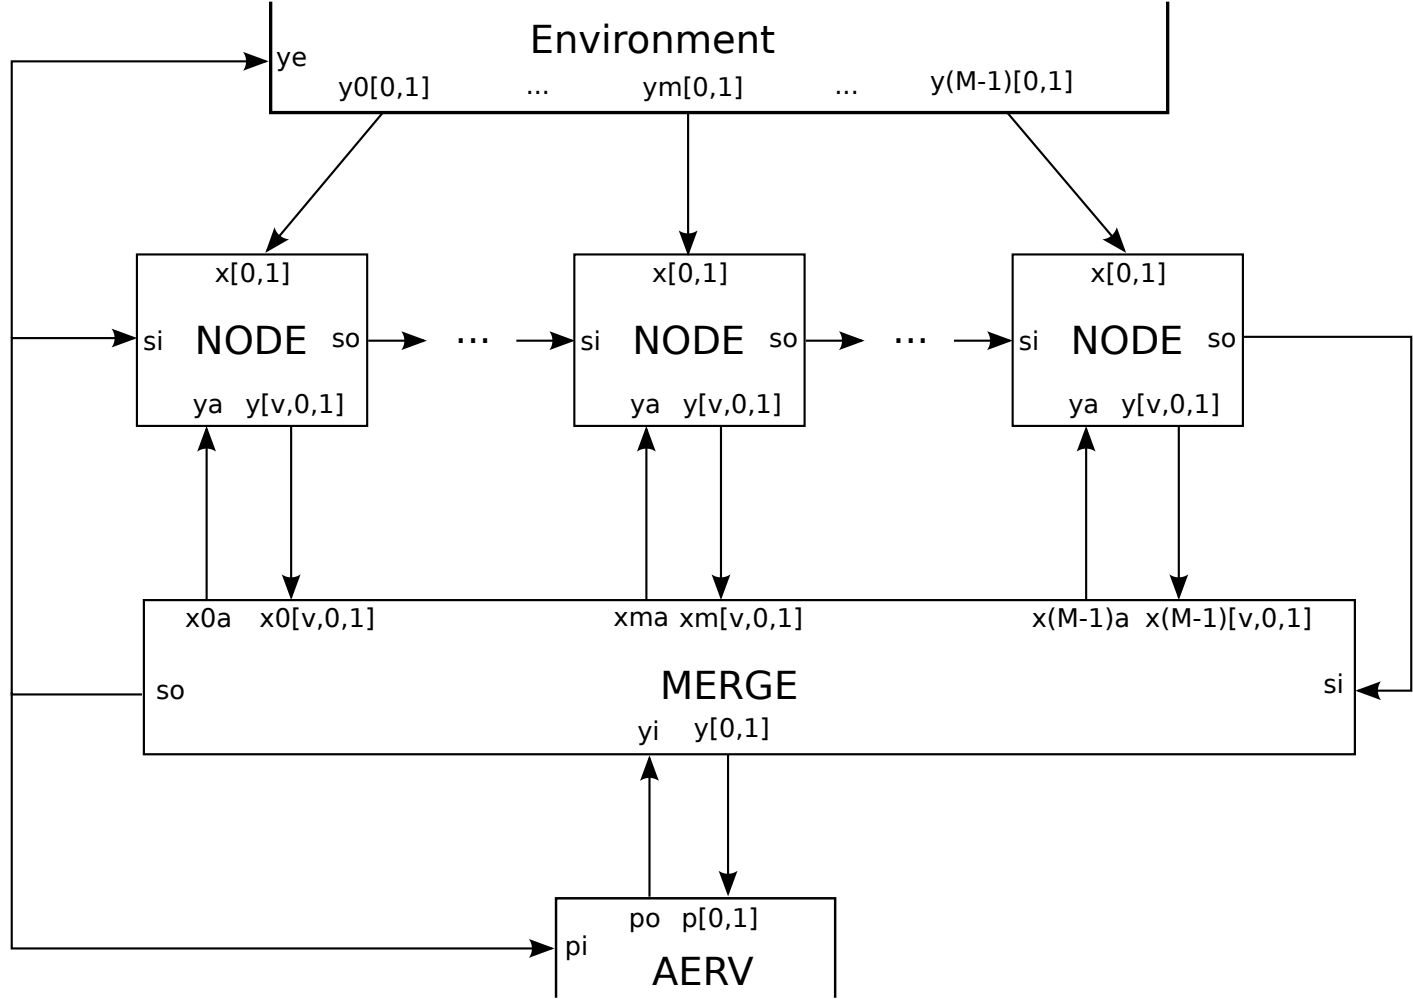 Environment
ye
y0[0,1] ... ym[0,1] ... y(M-1)[0,1]
x[0,1] x[0,1] x[0,1]
si NODE so ... si NODE so ... si NODE so
ya y[v,0,1] ya y[v,0,1] ya y[v,0,1]
x0a x0[v,0,1] xma xm[v,0,1] x(M-1)a x(M-1)[v,0,1]
so MERGE si
yi y[0,1]
po p[0,1]
pi
AERV